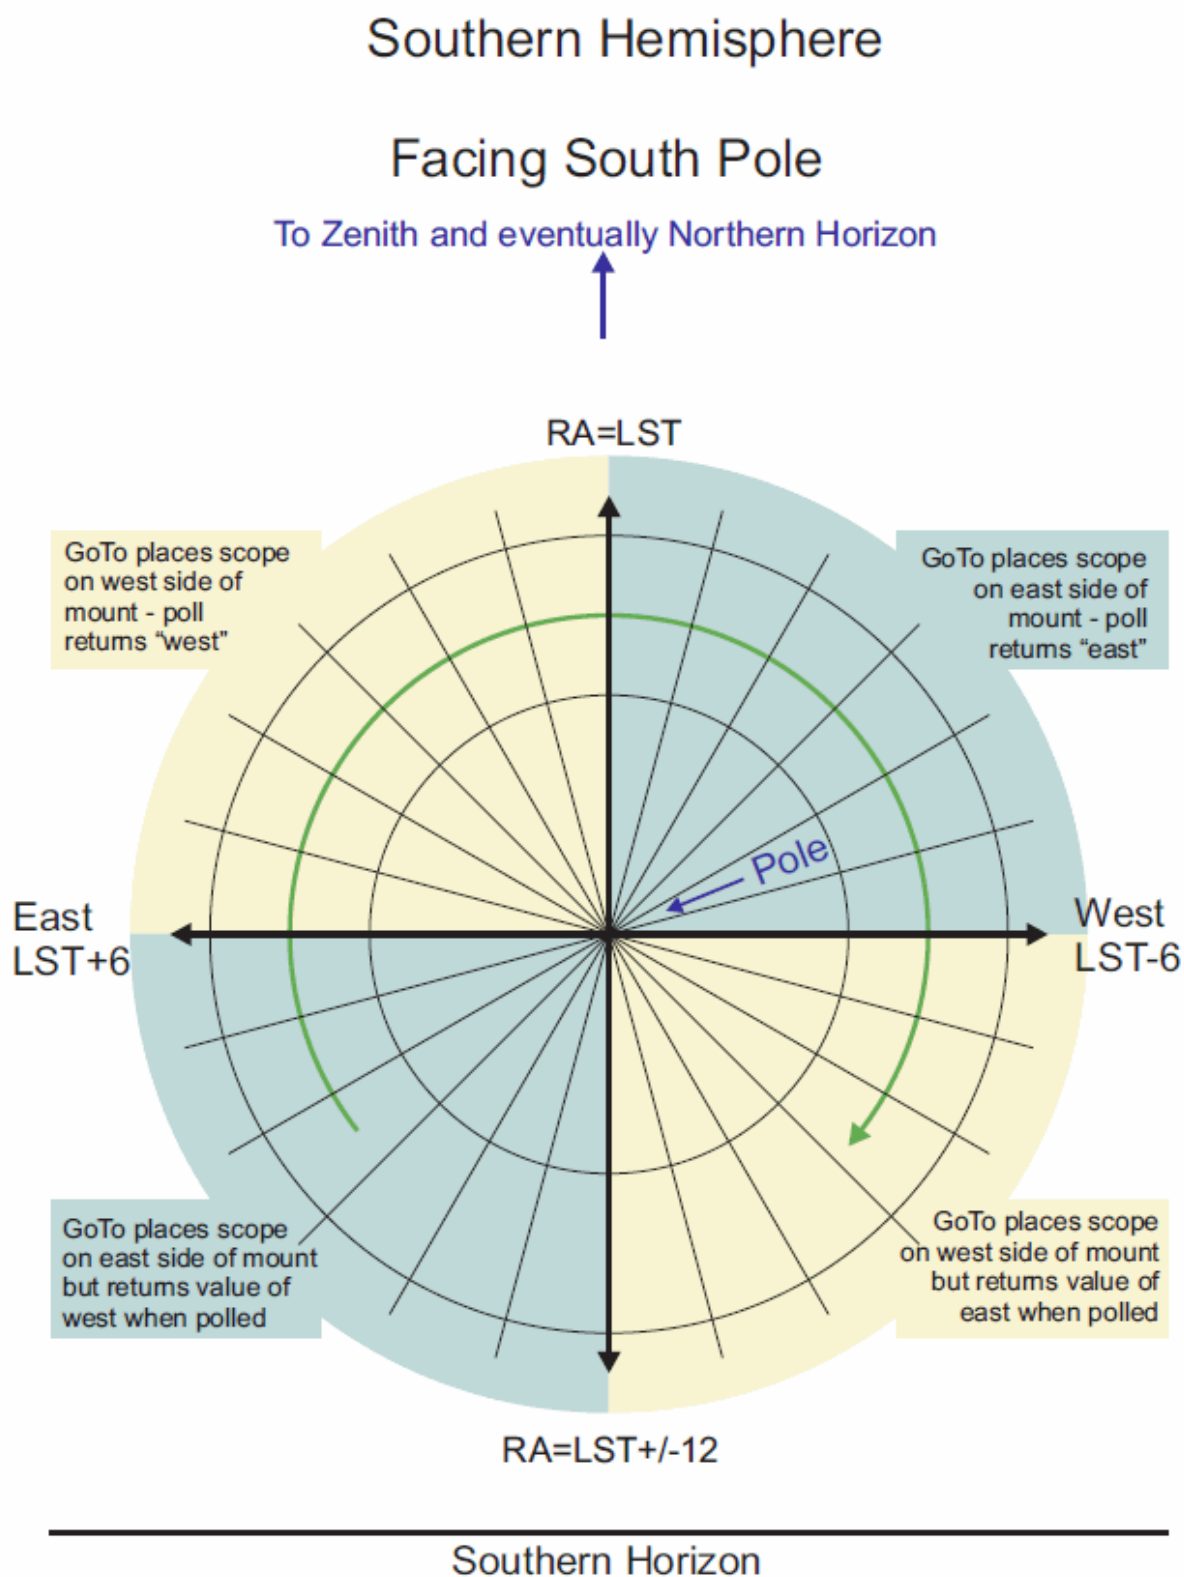 Southern Hemisphere
Facing South Pole
To Zenith and eventually Northern Horizon
RA=LST
GoTo places scope
on west side of
mount - poll
returns “west”
GoTo places scope
on east side of
mount - poll
returns “east”
Pole
East
LST+6
West
LST-6
GoTo places scope
on east side of mount
but returns value of
west when polled
GoTo places scope
on west side of mount
but returns value of
east when polled
RA=LST+/-12
Southern Horizon